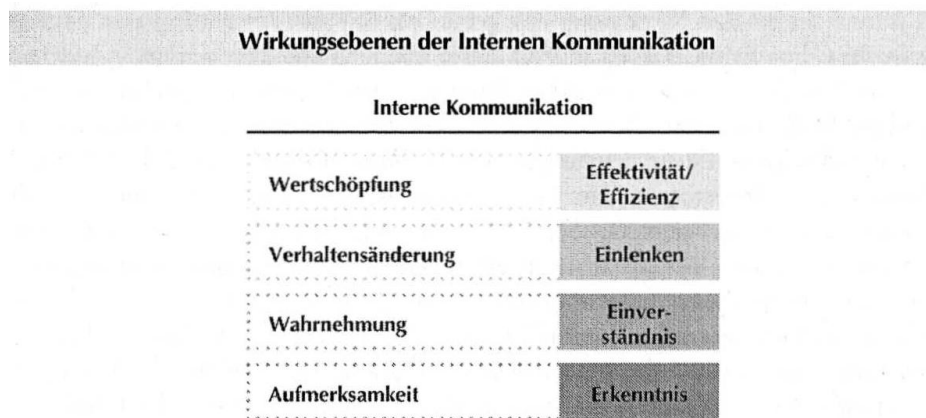 Wirkungsebenen der Internen Kommunikation
Interne Kommunikation
Wertschöpfung
Effektivität/
Effizienz
Verhaltensänderung
Einlenken
Wahrnehmung
Einver-
ständnis
Aufmerksamkeit
Erkenntnis